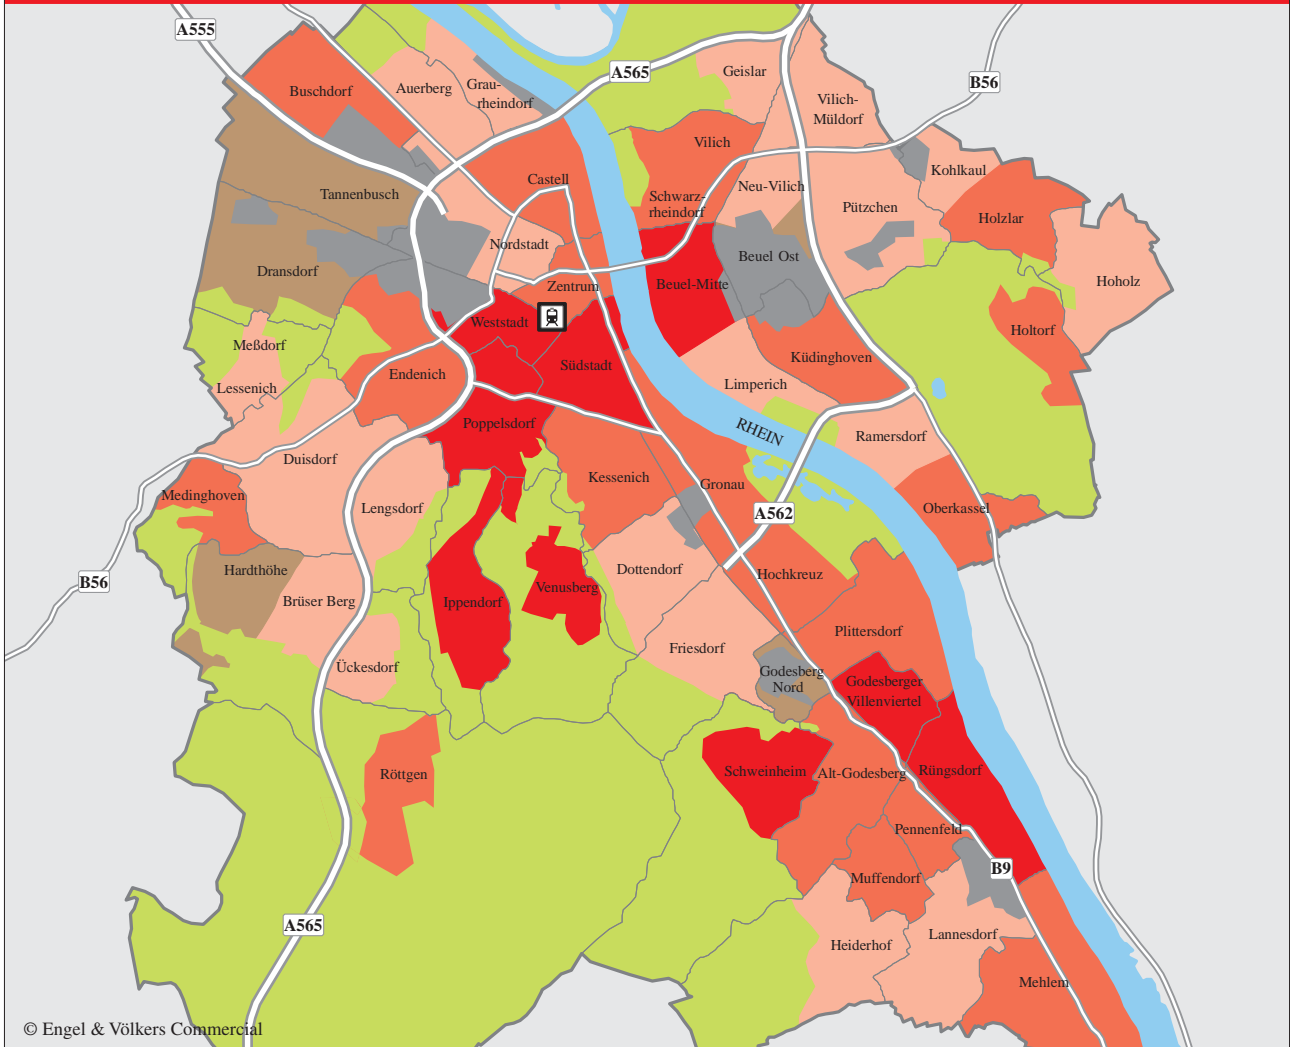 A555
A565
B56
Buschdorf
Auerberg
Grau-
rheindorf
Geislar
Vilich-
Müldorf
Vilich
Kohlkaul
Tannenbusch
Castell
Schwarz-
rheindorf
Neu-Vilich
Pützchen
Holzlar
Nordstadt
Dransdorf
Zentrum
Beuel-Mitte
Beuel Ost
Hoholz
Weststadt
Meßdorf
Holtorf
Endenich
Südstadt
Küdinghoven
Lessenich
Limperich
Poppelsdorf
RHEIN
Ramersdorf
Duisdorf
Medinghoven
Kessenich
Gronau
Lengsdorf
A562
Oberkassel
B56
Hardthöhe
Dottendorf
Hochkreuz
Brüser Berg
Ippendorf
Venusberg
Plittersdorf
Friesdorf
Ückesdorf
Godesberg
Nord
Godesberger
Villenviertel
Röttgen
Schweinheim
Alt-Godesberg
Rüngsdorf
Pennenfeld
B9
Muffendorf
A565
Heiderhof
Lannesdorf
Mehlem
© Engel & Völkers Commercial